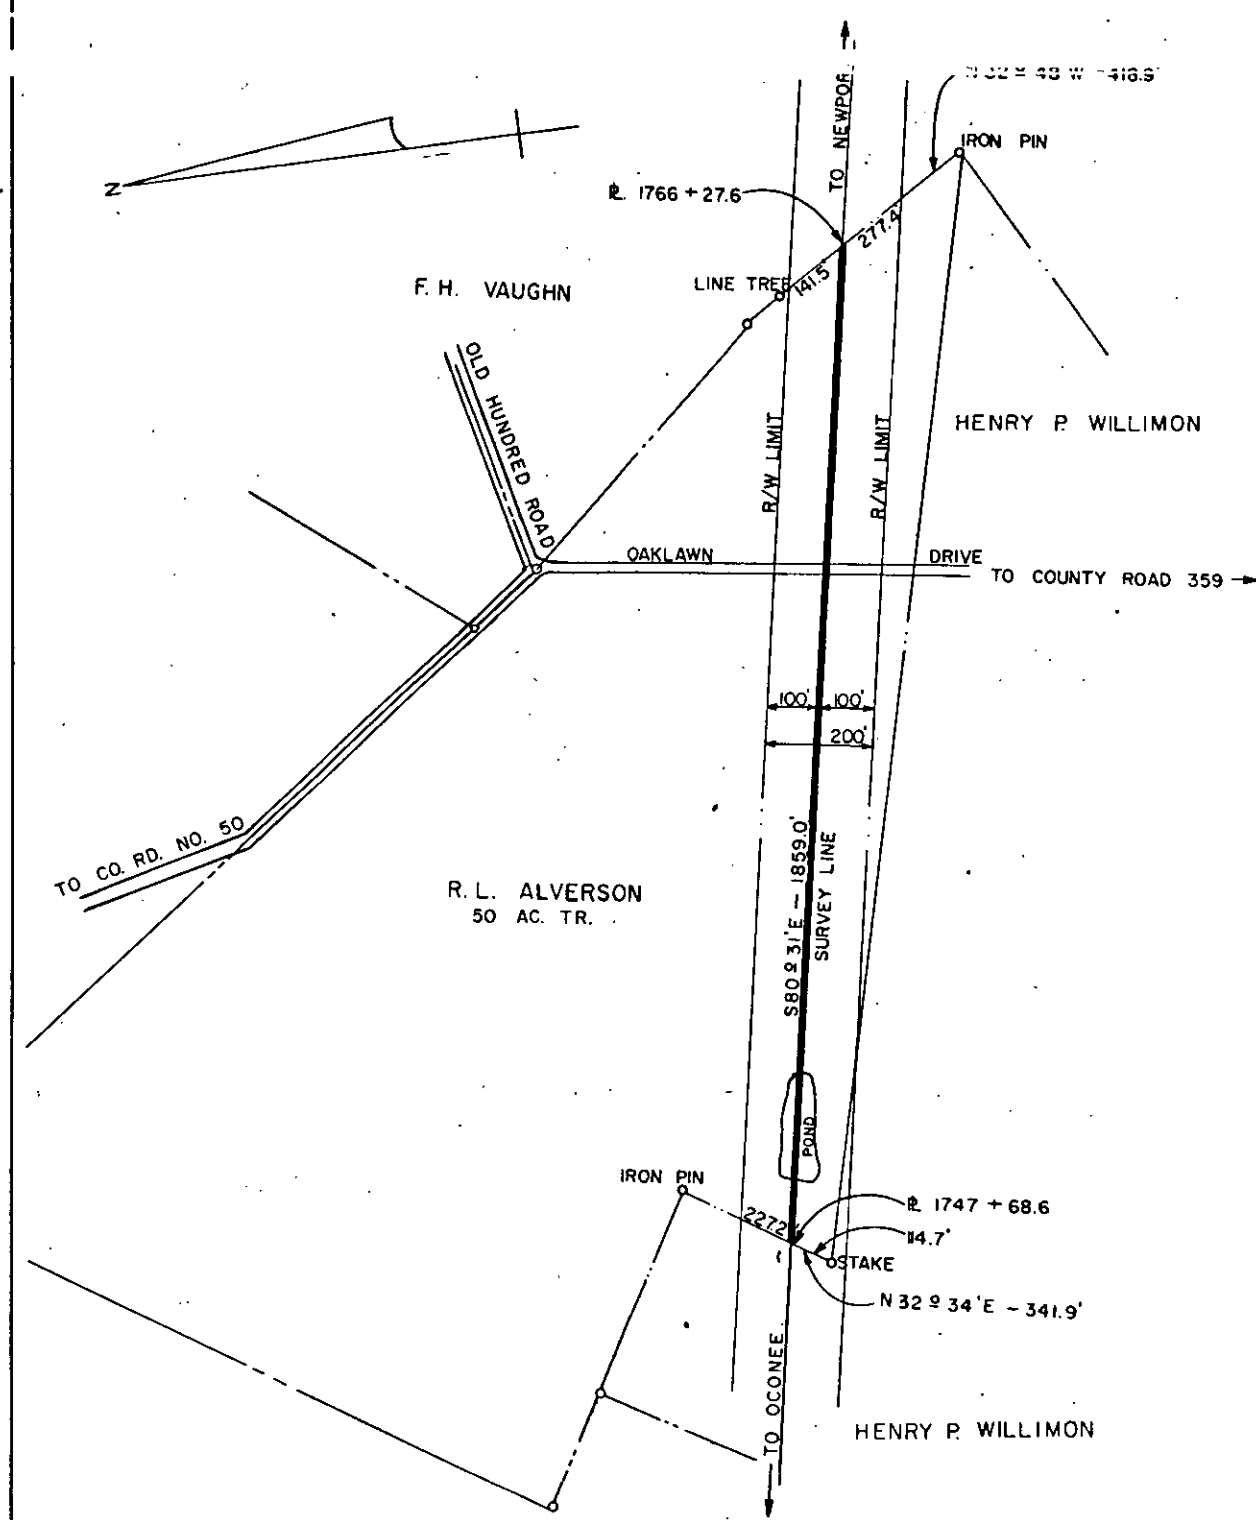 418.9'
IRON PIN
N
TO NEWPOR
℄ 1766 + 27.6
277.4'
F. H. VAUGHN
LINE TREE
141.5'
OLD HUNDRED ROAD
R/W LIMIT
R/W LIMIT
HENRY P. WILLIMON
OAKLAWN DRIVE
TO COUNTY ROAD 359
100' 100'
200'
TO CO. RD. NO. 50
S80º31'E - 1859.0'
SURVEY LINE
R. L. ALVERSON
50 AC. TR.
POND
IRON PIN
227.2'
℄ 1747 + 68.6
114.7'
STAKE
N 32 º 34 'E - 341.9'
TO OCONEE
HENRY P. WILLIMON